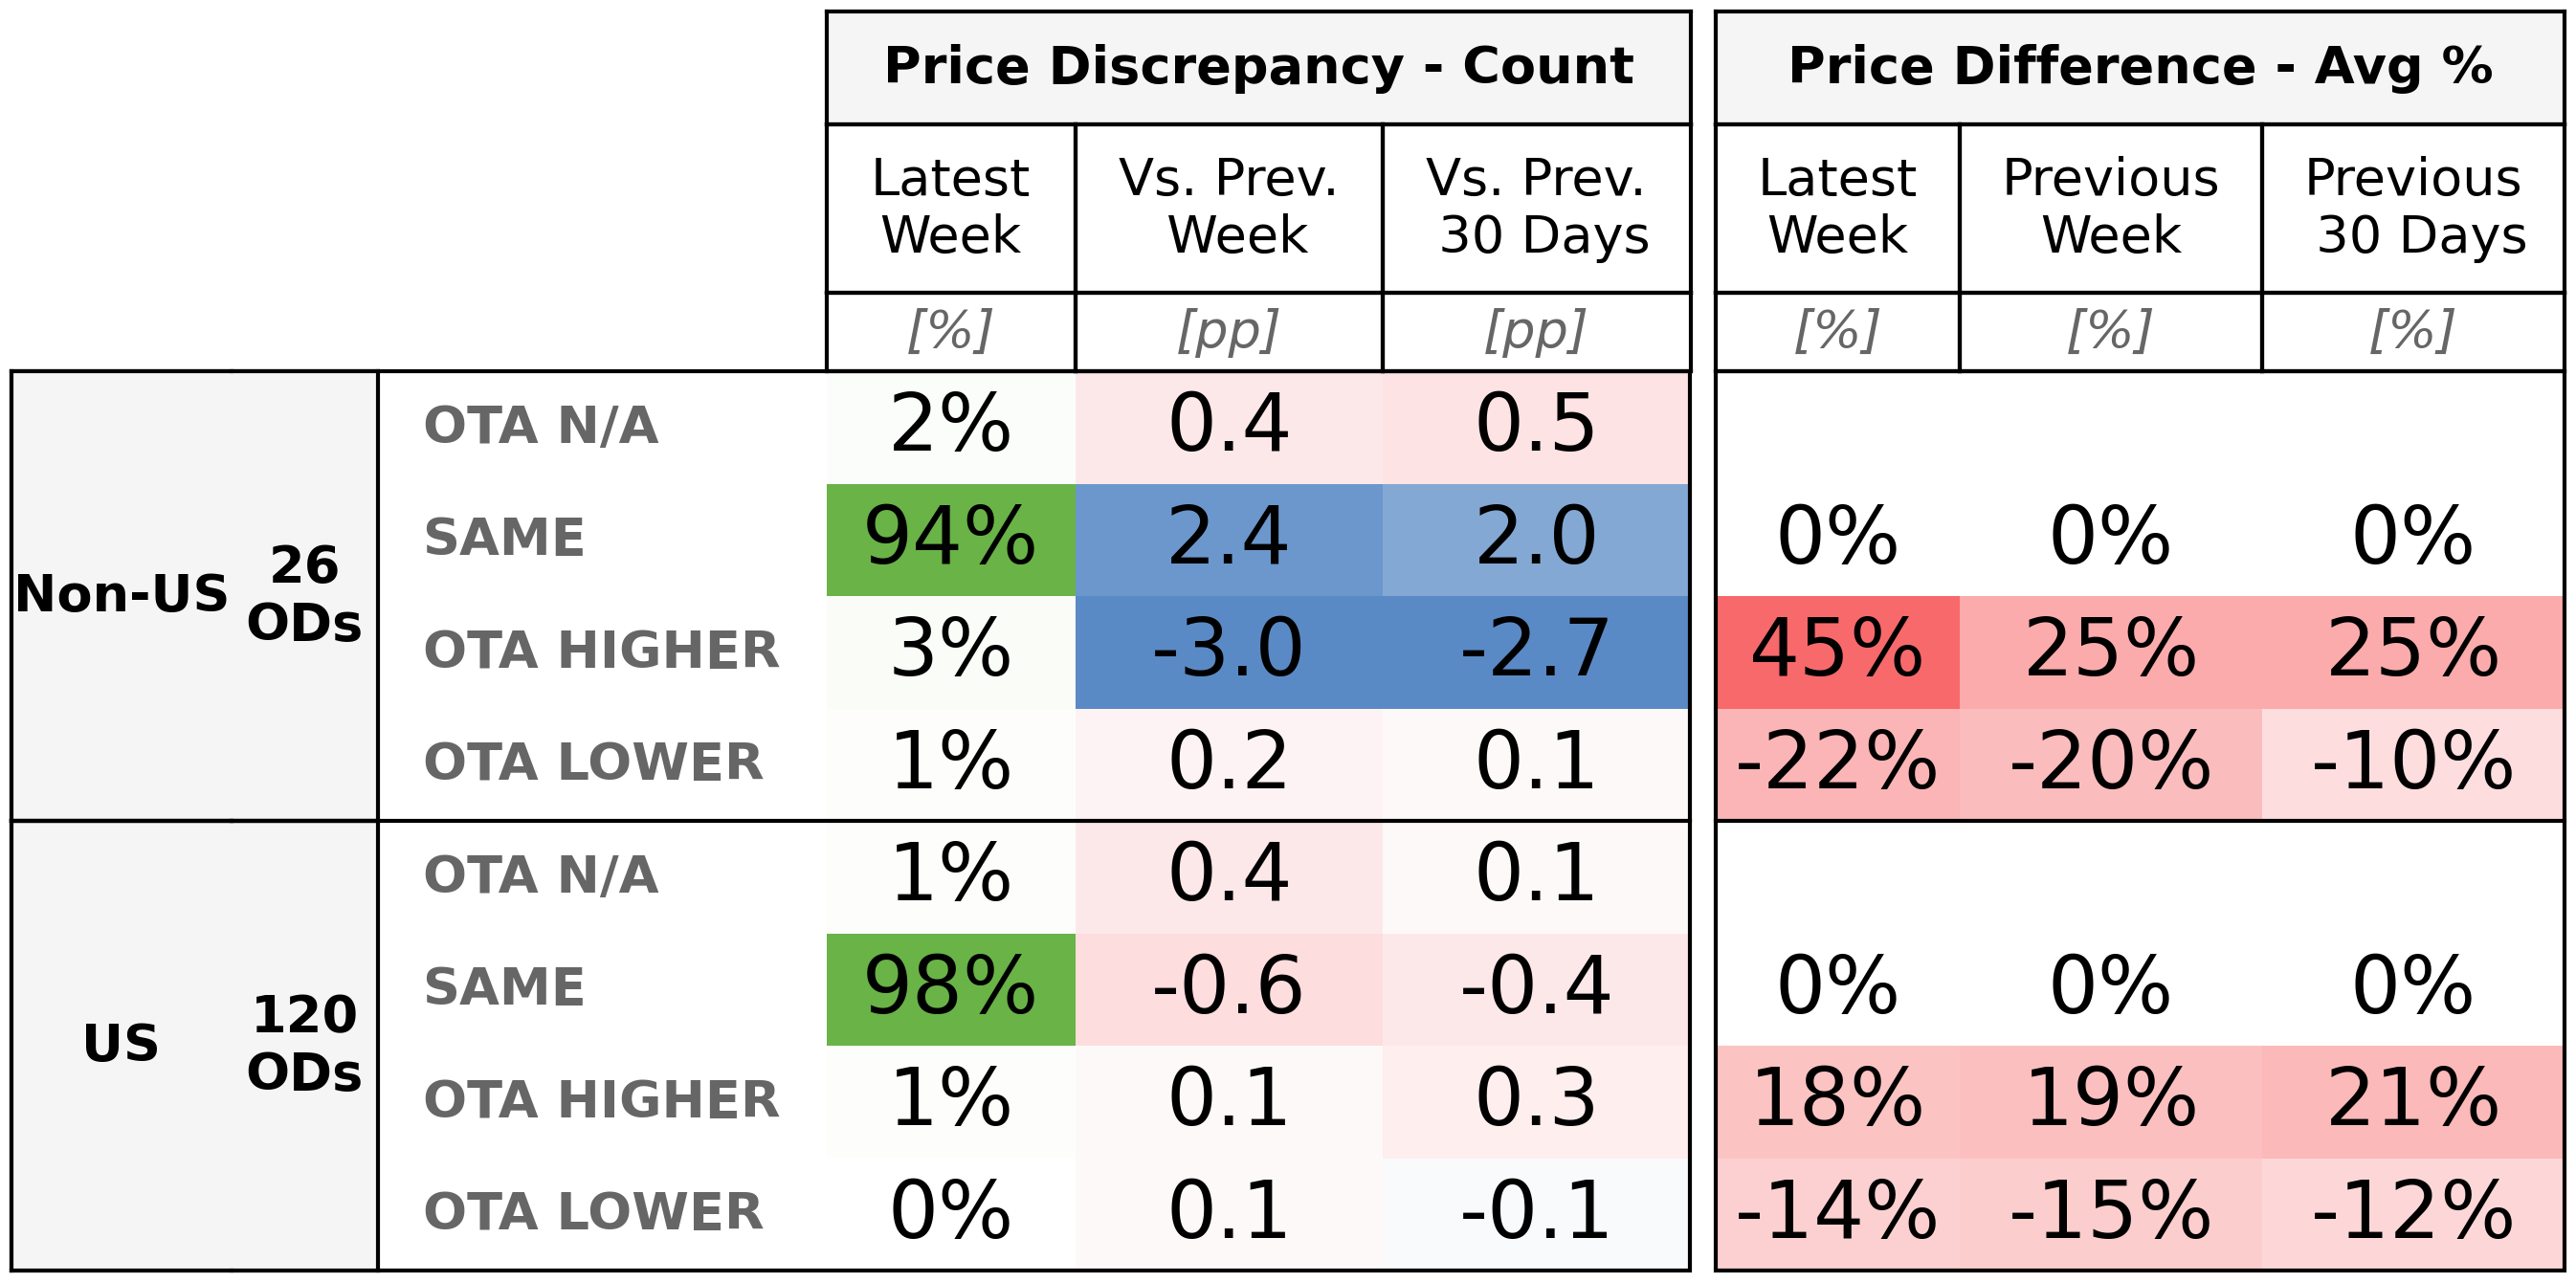 Price Discrepancy - Count Price Difference - Avg %
Latest Week Vs. Prev. Week Vs. Prev. 30 Days Latest Week Previous Week Previous 30 Days
[%] [pp] [pp] [%] [%] [%]
Non-US 26 ODs
OTA N/A 2% 0.4 0.5
SAME 94% 2.4 2.0 0% 0% 0%
OTA HIGHER 3% -3.0 -2.7 45% 25% 25%
OTA LOWER 1% 0.2 0.1 -22% -20% -10%
US 120 ODs
OTA N/A 1% 0.4 0.1
SAME 98% -0.6 -0.4 0% 0% 0%
OTA HIGHER 1% 0.1 0.3 18% 19% 21%
OTA LOWER 0% 0.1 -0.1 -14% -15% -12%